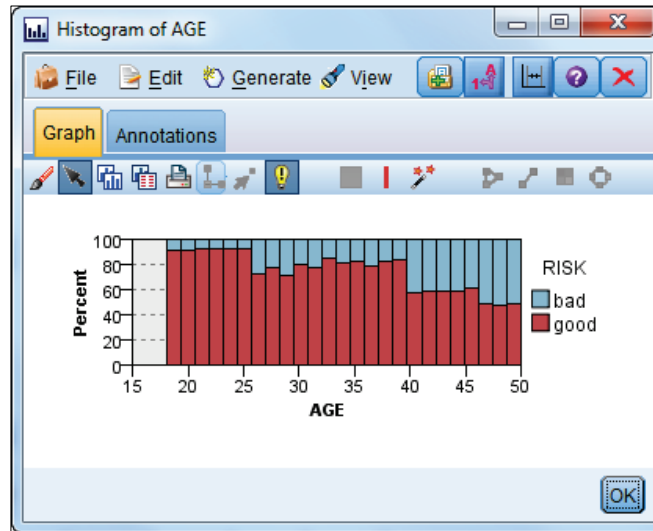 Histogram of AGE
File Edit Generate View
Graph Annotations
100
80
60
40
20
0
Percent
15 20 25 30 35 40 45 50
AGE
RISK
bad
good
OK